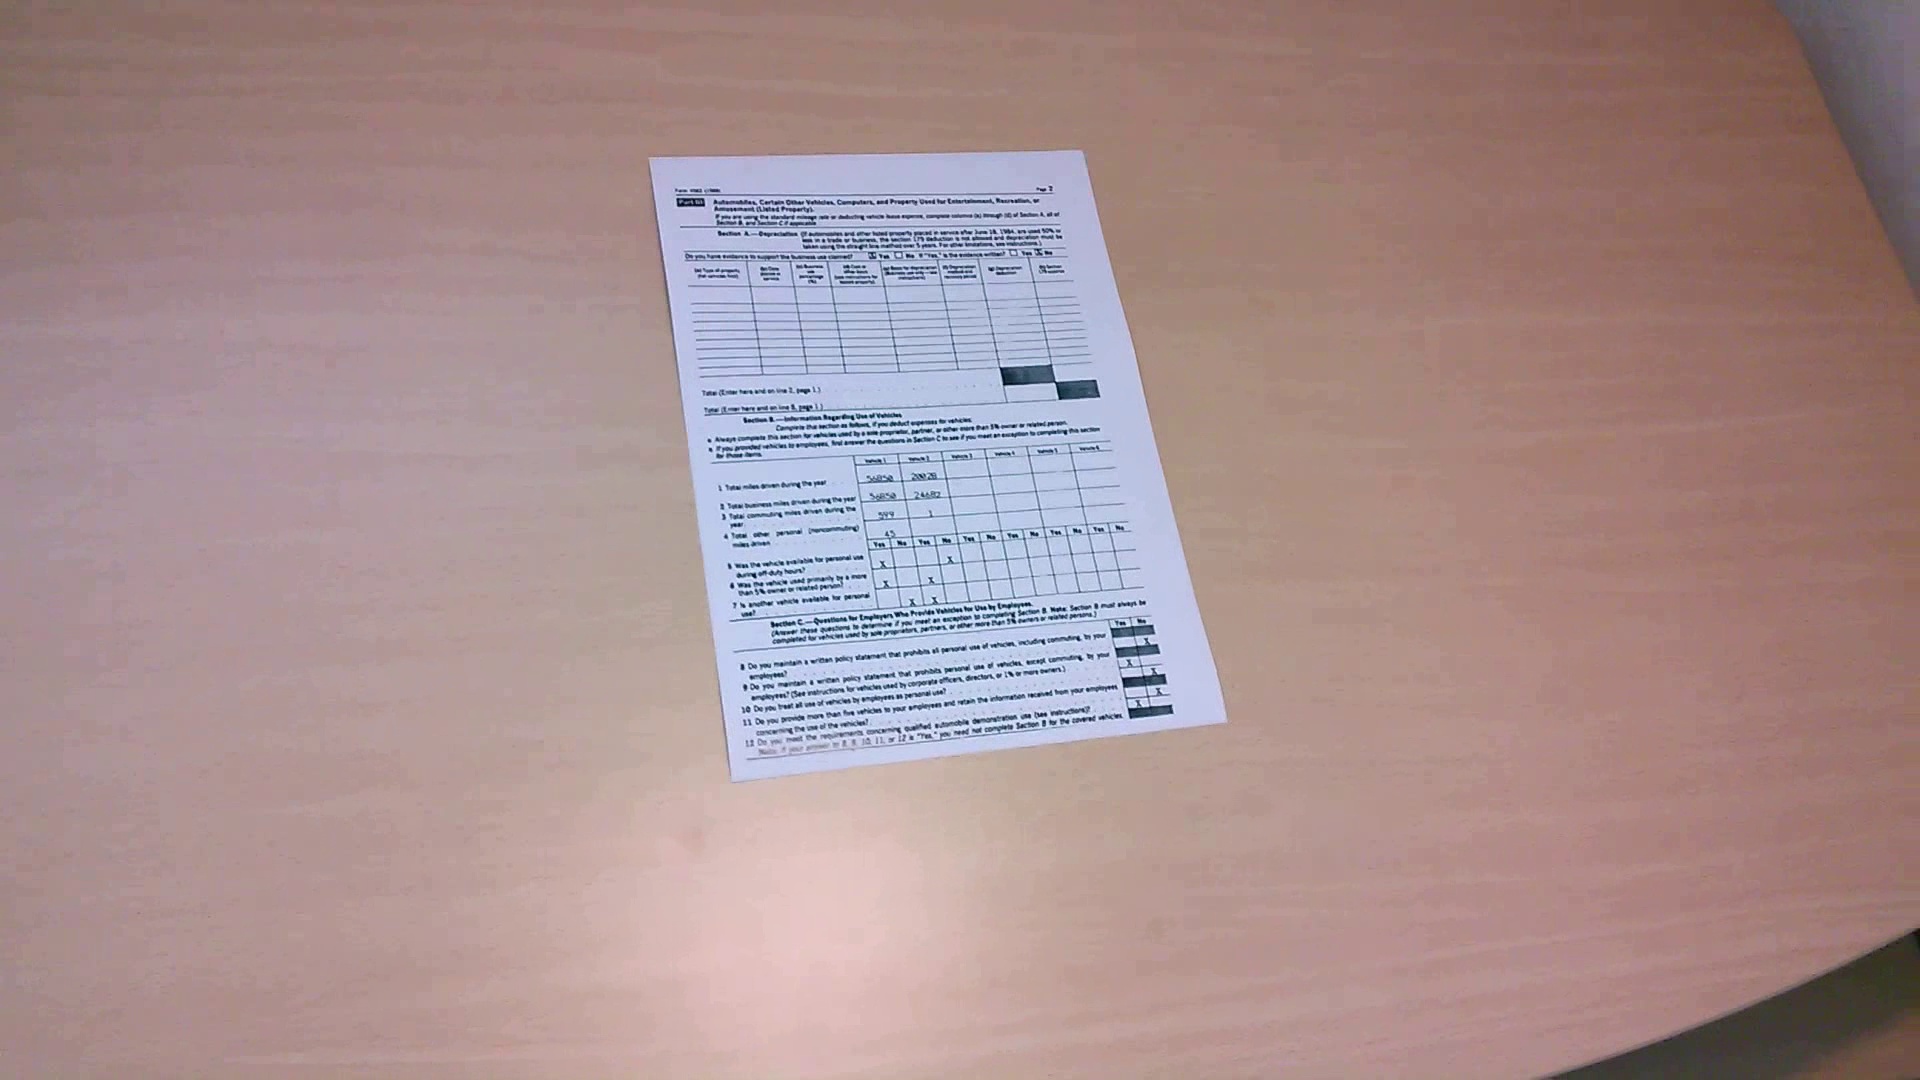 Form 4562 (1988) Page 2
Part III Automobiles, Certain Other Vehicles, Computers, and Property Used for Entertainment, Recreation, or
Amusement (Listed Property).
If you are using the standard mileage rate or deducting vehicle lease expense, complete columns (a) through (d) of Section A, all of
Section B, and Section C if applicable.
Section A.—Depreciation (If automobiles and other listed property placed in service after June 18, 1984, are used 50% or
less in a trade or business, the section 179 deduction is not allowed and depreciation must be
taken using the straight line method over 5 years. For other limitations, see instructions.)
Do you have evidence to support the business use claimed? X Yes No If "Yes," is the evidence written? Yes X No
(a) Type of property (b) Date (c) Business (d) Cost or (e) Basis for depreciation (f) Depreciation (g) Depreciation (h) Section
(list vehicles first) placed in use other basis (Business use only—see method and deduction 179 expense
service percentage (see instructions for instructions) recovery period
(%) leased property)
Total (Enter here and on line 2, page 1.)
Total (Enter here and on line 8, page 1.)
Section B.—Information Regarding Use of Vehicles
Complete this section as follows, if you deduct expenses for vehicles:
• Always complete this section for vehicles used by a sole proprietor, partner, or other more than 5% owner or related person.
• If you provided vehicles to employees, first answer the questions in Section C to see if you meet an exception to completing this section
for those items.
Vehicle 1 Vehicle 2 Vehicle 3 Vehicle 4 Vehicle 5 Vehicle 6
1 Total miles driven during the year 56850 20028
2 Total business miles driven during the year 56850 24682
3 Total commuting miles driven during the
year 599 1
4 Total other personal (noncommuting)
miles driven 45
Yes No Yes No Yes No Yes No Yes No Yes No
5 Was the vehicle available for personal use
during off-duty hours? X X
6 Was the vehicle used primarily by a more
than 5% owner or related person? X X
7 Is another vehicle available for personal
use? X X
Section C.—Questions for Employers Who Provide Vehicles for Use by Employees.
(Answer these questions to determine if you meet an exception to completing Section B. Note: Section B must always be
completed for vehicles used by sole proprietors, partners, or other more than 5% owners or related persons.)
Yes No
8 Do you maintain a written policy statement that prohibits all personal use of vehicles, including commuting, by your
employees? X
9 Do you maintain a written policy statement that prohibits personal use of vehicles, except commuting, by your
employees? (See instructions for vehicles used by corporate officers, directors, or 1% or more owners.) X
10 Do you treat all use of vehicles by employees as personal use? X
11 Do you provide more than five vehicles to your employees and retain the information received from your employees
concerning the use of the vehicles? X
12 Do you meet the requirements concerning qualified automobile demonstration use (see instructions)? X
Note: If your answer to 8, 9, 10, 11, or 12 is "Yes," you need not complete Section B for the covered vehicles.